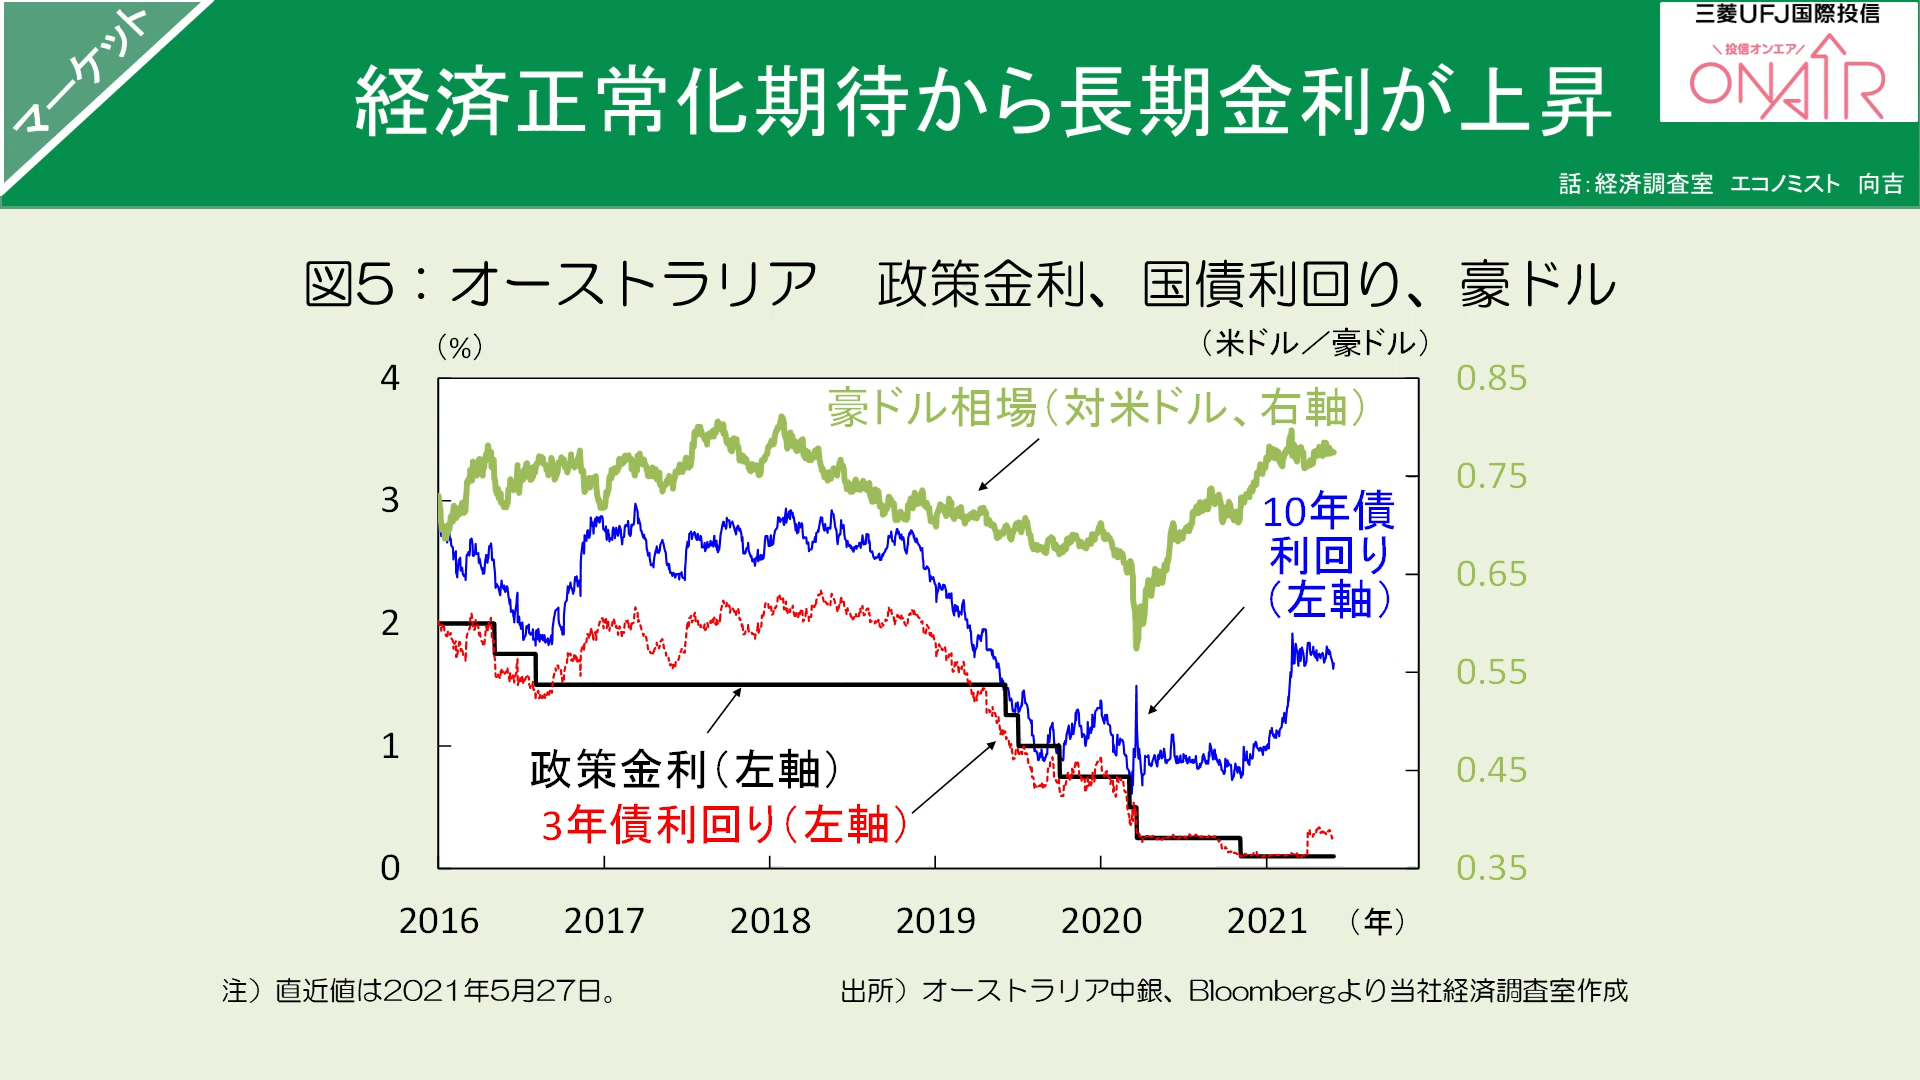 マーケット
経済正常化期待から長期金利が上昇
三菱UFJ国際投信
＼投信オンエア／
ONAIR
話：経済調査室　エコノミスト　向吉
図5：オーストラリア　政策金利、国債利回り、豪ドル
（%）
（米ドル／豪ドル）
4
3
2
1
0
0.85
0.75
0.65
0.55
0.45
0.35
豪ドル相場（対米ドル、右軸）
10年債
利回り
（左軸）
政策金利（左軸）
3年債利回り（左軸）
2016 2017 2018 2019 2020 2021 （年）
注）直近値は2021年5月27日。
出所）オーストラリア中銀、Bloombergより当社経済調査室作成